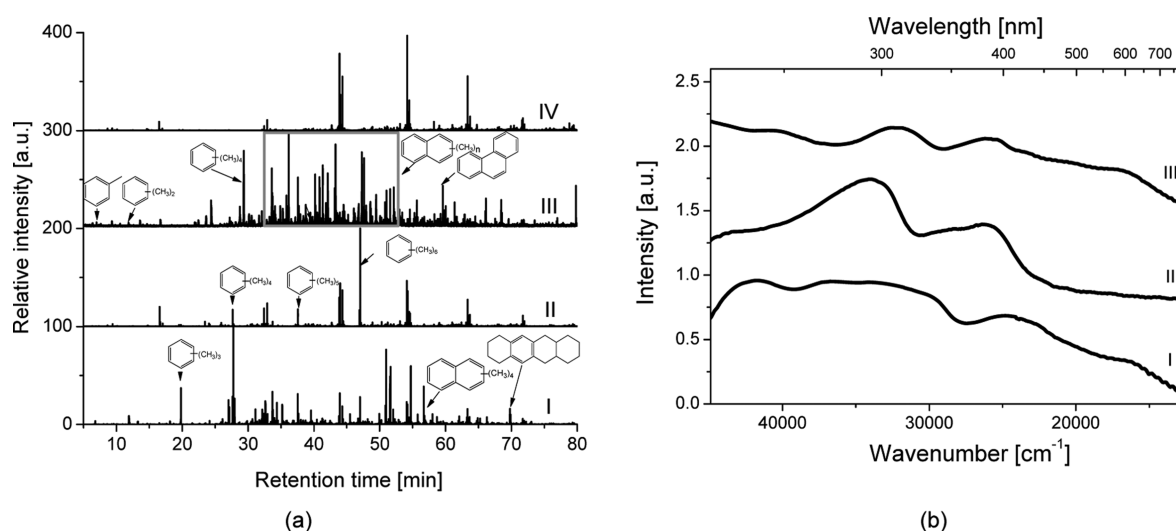 400
300
200
100
0
Relative intensity [a.u.]
IV
III
II
I
(CH₃)₄
(CH₃)₂
(CH₃)n
(CH₃)₆
(CH₃)₄
(CH₃)₅
(CH₃)₃
(CH₃)₄
10 20 30 40 50 60 70 80
Retention time [min]
(a)
Wavelength [nm]
300 400 500 600 700
2.5
2.0
1.5
1.0
0.5
0.0
Intensity [a.u.]
III
II
I
40000 30000 20000
Wavenumber [cm⁻¹]
(b)